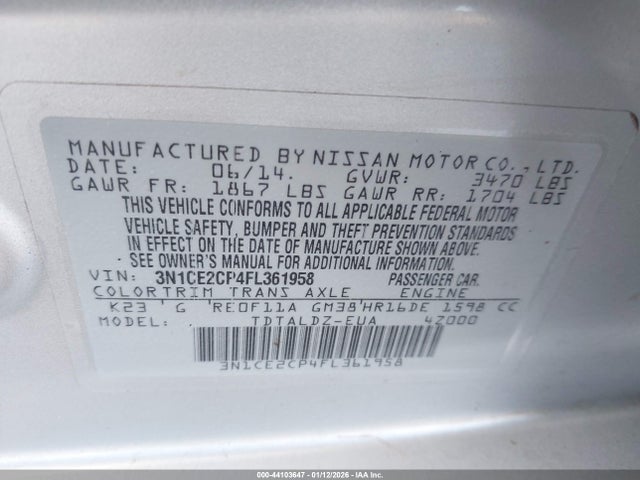 MANUFACTURED BY NISSAN MOTOR CO., LTD.
DATE: 06/14. GVWR: 3470 LBS
GAWR FR: 1867 LBS GAWR RR: 1704 LBS
THIS VEHICLE CONFORMS TO ALL APPLICABLE FEDERAL MOTOR
VEHICLE SAFETY, BUMPER AND THEFT PREVENTION STANDARDS
IN EFFECT ON THE DATE OF MANUFACTURE SHOWN ABOVE.
SEE OWNER'S MANUAL FOR ADDITIONAL INFORMATION.
VIN: 3N1CE2CP4FL361958 PASSENGER CAR.
COLOR TRIM TRANS AXLE ENGINE
K23 G RE0F11A GM38 HR16DE 1598 CC
MODEL: TDTALDZ-EUA 4Z000
3N1CE2CP4FL361958
000-44103647 - 01/12/2026 - IAA Inc.